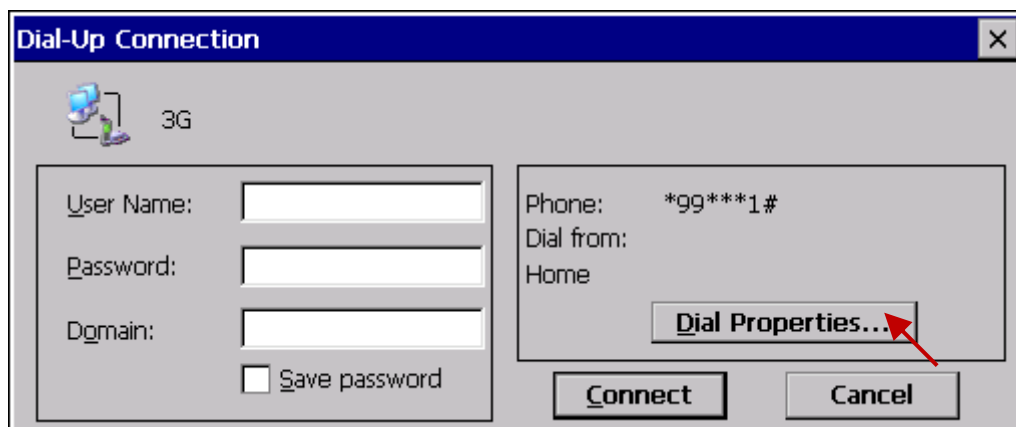 Dial-Up Connection
3G
User Name:
Password:
Domain:
Save password
Phone: *99***1#
Dial from:
Home
Dial Properties...
Connect Cancel